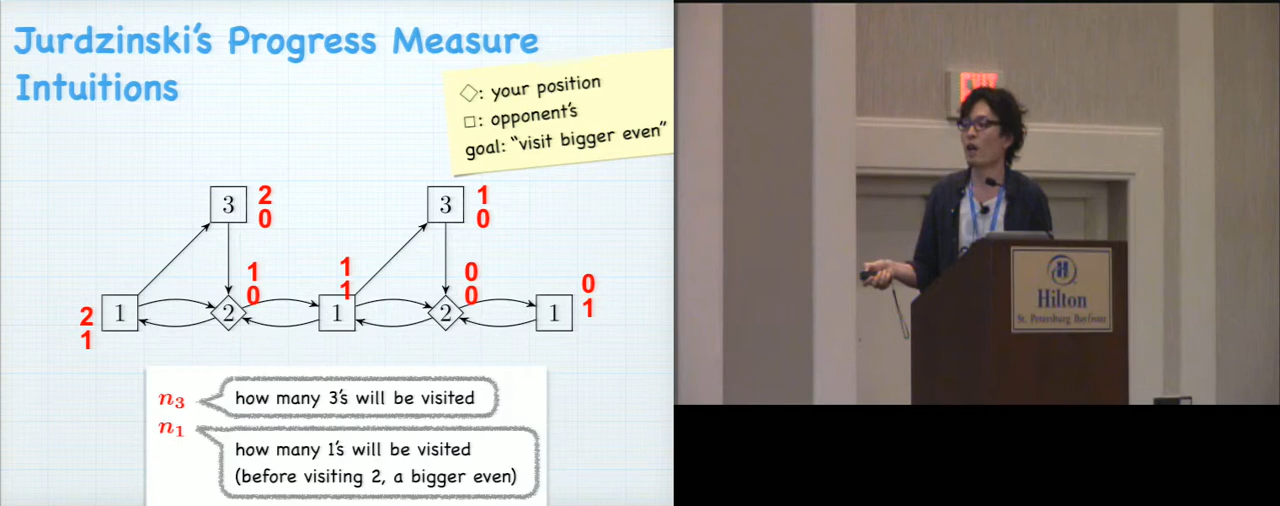 Jurdzinski's Progress Measure
Intuitions
◇: your position
□: opponent's
goal: "visit bigger even"
3
2
0
3
1
0
1
2
1
2
1
0
1
1
1
2
0
0
1
0
1
n3
how many 3's will be visited
n1
how many 1's will be visited
(before visiting 2, a bigger even)
EXIT
Hilton
St. Petersburg Bayfront